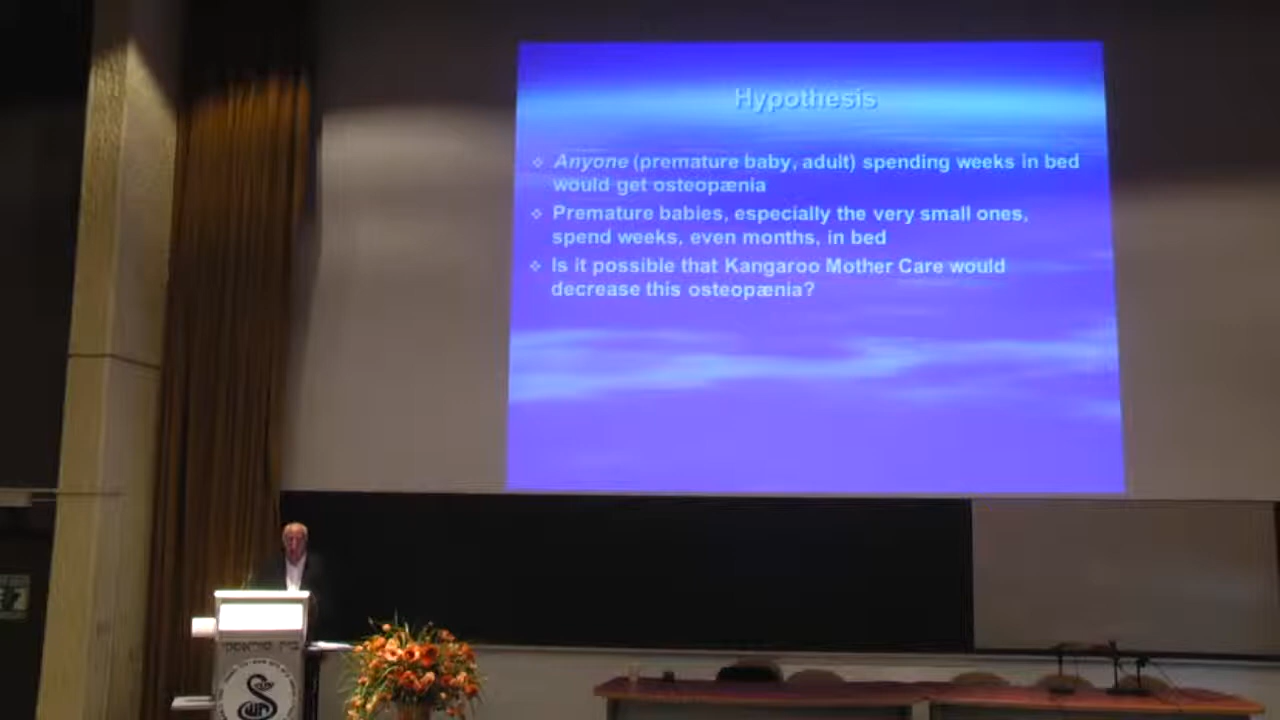 Hypothesis
Anyone (premature baby, adult) spending weeks in bed
would get osteopænia
Premature babies, especially the very small ones,
spend weeks, even months, in bed
Is it possible that Kangaroo Mother Care would
decrease this osteopænia?